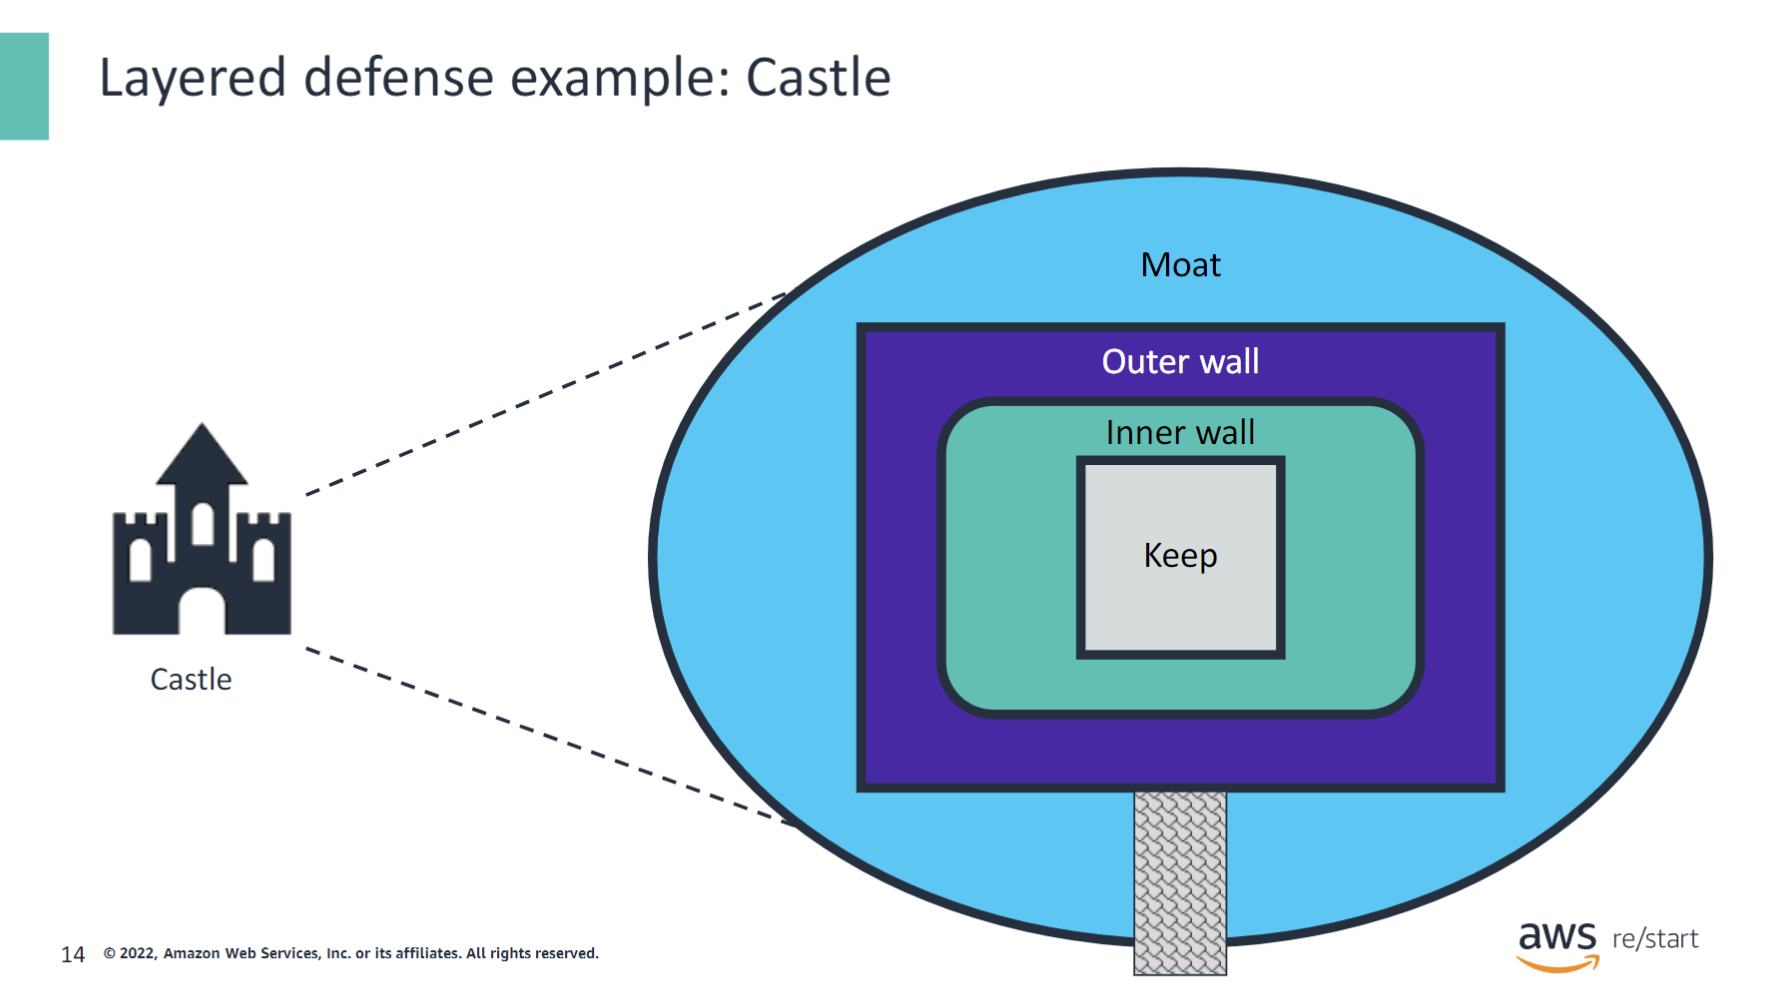 Layered defense example: Castle
Moat
Outer wall
Inner wall
Keep
Castle
14 © 2022, Amazon Web Services, Inc. or its affiliates. All rights reserved.
aws re/start